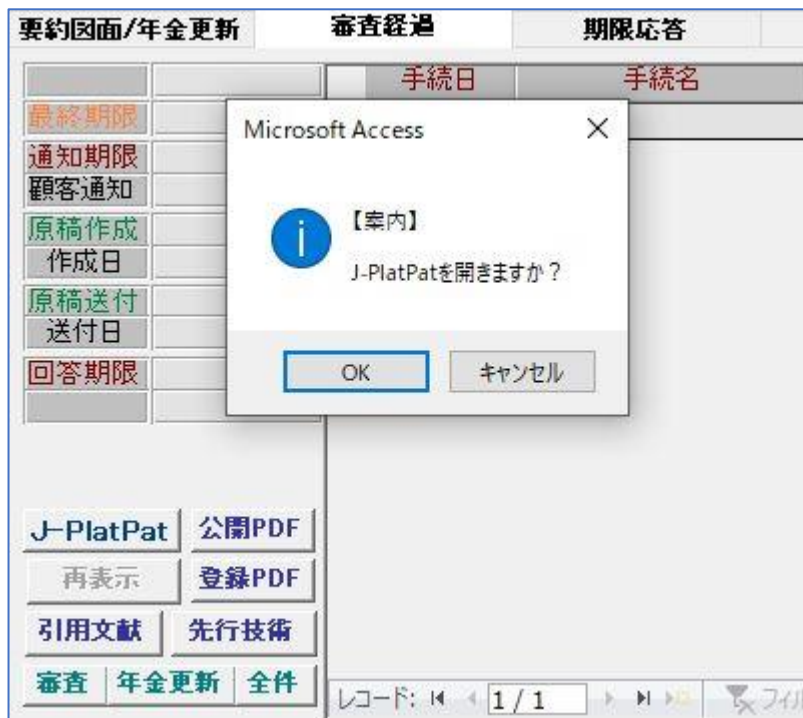 要約図面/年金更新 審査経過 期限応答
手続日 手続名
最終期限
通知期限
顧客通知
原稿作成
作成日
原稿送付
送付日
回答期限
Microsoft Access
【案内】
J-PlatPatを開きますか？
OK キャンセル
J-PlatPat 公開PDF
再表示 登録PDF
引用文献 先行技術
審査 年金更新 全件
レコード: 1 / 1